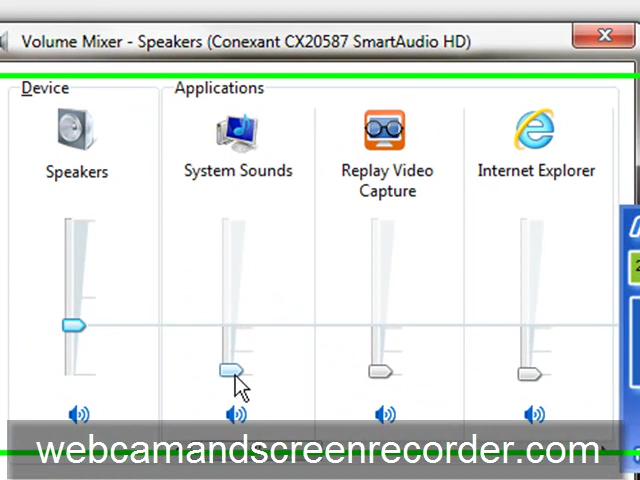 Volume Mixer - Speakers (Conexant CX20587 SmartAudio HD)
Device
Applications
Speakers
System Sounds
Replay Video
Capture
Internet Explorer
webcamandscreenrecorder.com